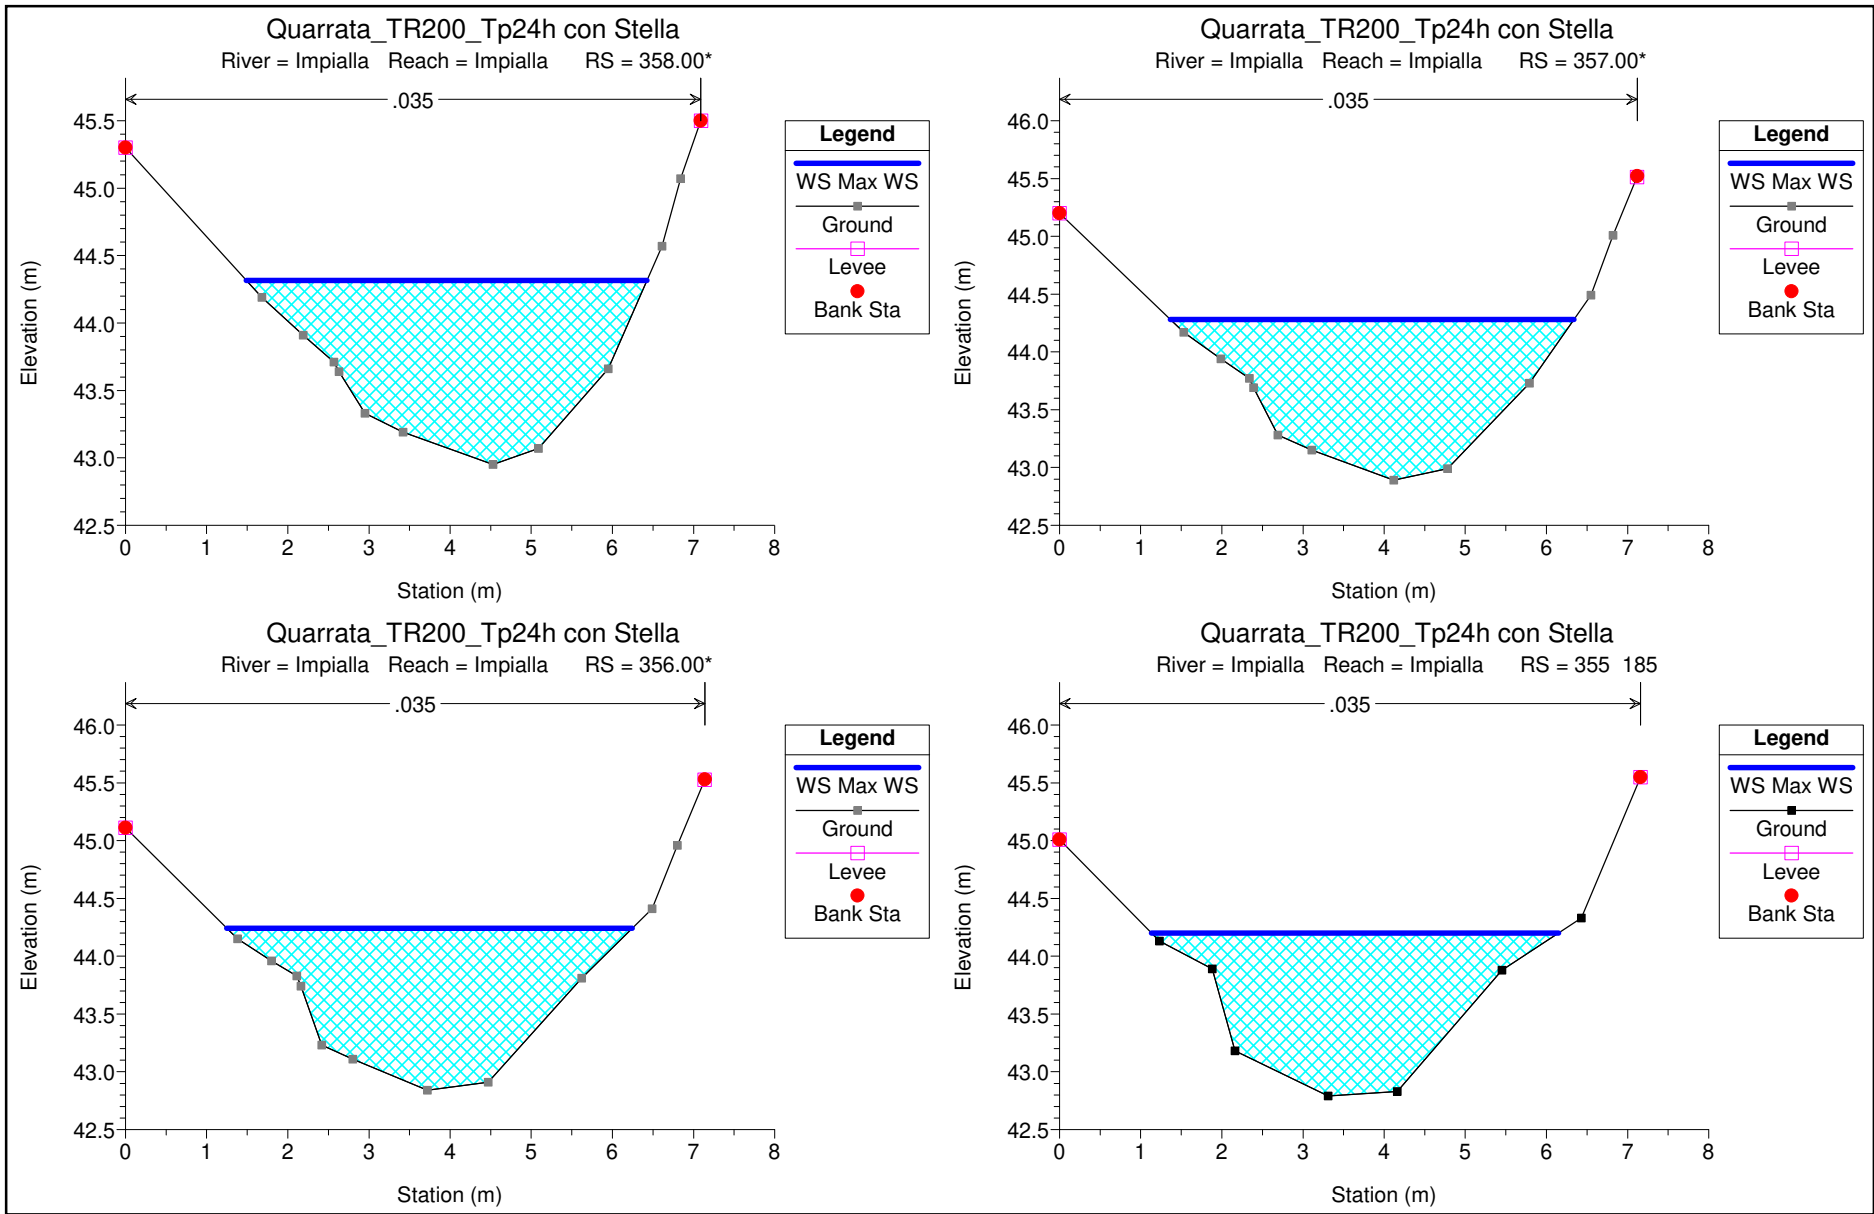 Quarrata_TR200_Tp24h con Stella
River = Impialla Reach = Impialla RS = 358.00*
.035
45.5
45.0
44.5
44.0
43.5
43.0
42.5
Elevation (m)
0 1 2 3 4 5 6 7 8
Station (m)
Legend
WS Max WS
Ground
Levee
Bank Sta
Quarrata_TR200_Tp24h con Stella
River = Impialla Reach = Impialla RS = 357.00*
.035
46.0
45.5
45.0
44.5
44.0
43.5
43.0
42.5
Elevation (m)
0 1 2 3 4 5 6 7 8
Station (m)
Legend
WS Max WS
Ground
Levee
Bank Sta
Quarrata_TR200_Tp24h con Stella
River = Impialla Reach = Impialla RS = 356.00*
.035
46.0
45.5
45.0
44.5
44.0
43.5
43.0
42.5
Elevation (m)
0 1 2 3 4 5 6 7 8
Station (m)
Legend
WS Max WS
Ground
Levee
Bank Sta
Quarrata_TR200_Tp24h con Stella
River = Impialla Reach = Impialla RS = 355 185
.035
46.0
45.5
45.0
44.5
44.0
43.5
43.0
42.5
Elevation (m)
0 1 2 3 4 5 6 7 8
Station (m)
Legend
WS Max WS
Ground
Levee
Bank Sta